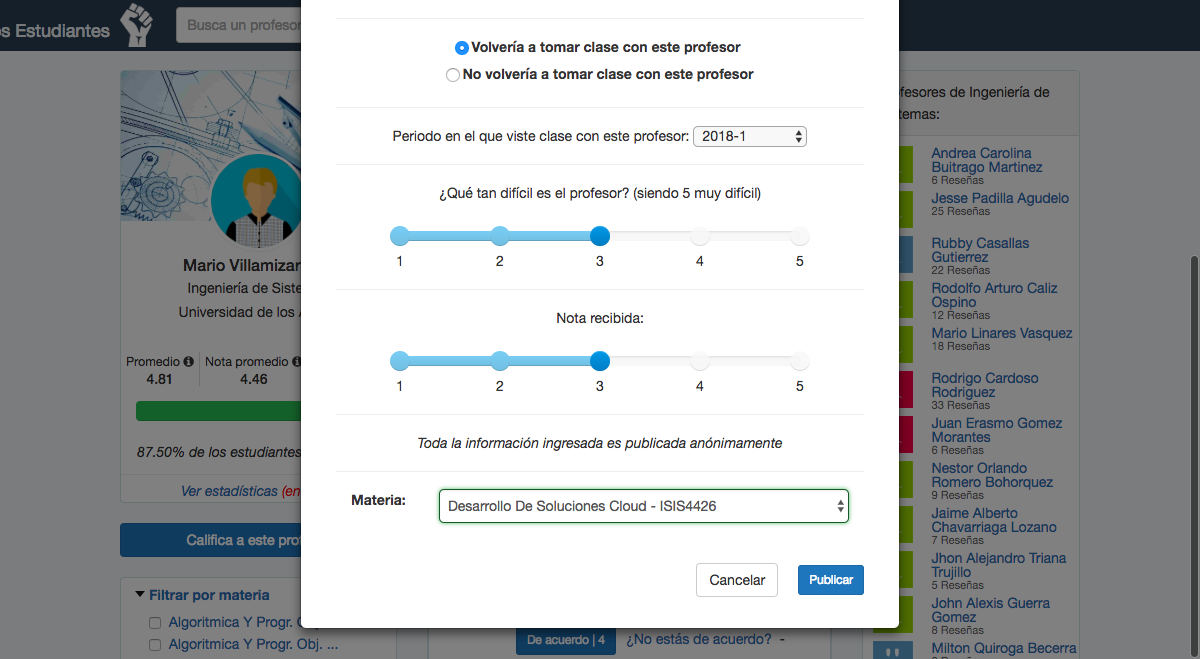 s Estudiantes
Busca un profesor
Volvería a tomar clase con este profesor
No volvería a tomar clase con este profesor
Periodo en el que viste clase con este profesor: 2018-1
¿Qué tan difícil es el profesor? (siendo 5 muy difícil)
1 2 3 4 5
Nota recibida:
1 2 3 4 5
Toda la información ingresada es publicada anónimamente
Materia: Desarrollo De Soluciones Cloud - ISIS4426
Cancelar Publicar
Mario Villamizar
Ingeniería de Siste
Universidad de los
Promedio Nota promedio
4.81 4.46
87.50% de los estudiantes
Ver estadísticas (en
Califica a este prof
Filtrar por materia
Algoritmica Y Progr.
Algoritmica Y Progr. Obj. ...
De acuerdo | 4 ¿No estás de acuerdo? -
fesores de Ingeniería de
temas:
Andrea Carolina
Buitrago Martinez
6 Reseñas
Jesse Padilla Agudelo
25 Reseñas
Rubby Casallas
Gutierrez
22 Reseñas
Rodolfo Arturo Caliz
Ospino
12 Reseñas
Mario Linares Vasquez
18 Reseñas
Rodrigo Cardoso
Rodriguez
33 Reseñas
Juan Erasmo Gomez
Morantes
6 Reseñas
Nestor Orlando
Romero Bohorquez
9 Reseñas
Jaime Alberto
Chavarriaga Lozano
7 Reseñas
Jhon Alejandro Triana
Trujillo
5 Reseñas
John Alexis Guerra
Gomez
8 Reseñas
Milton Quiroga Becerra